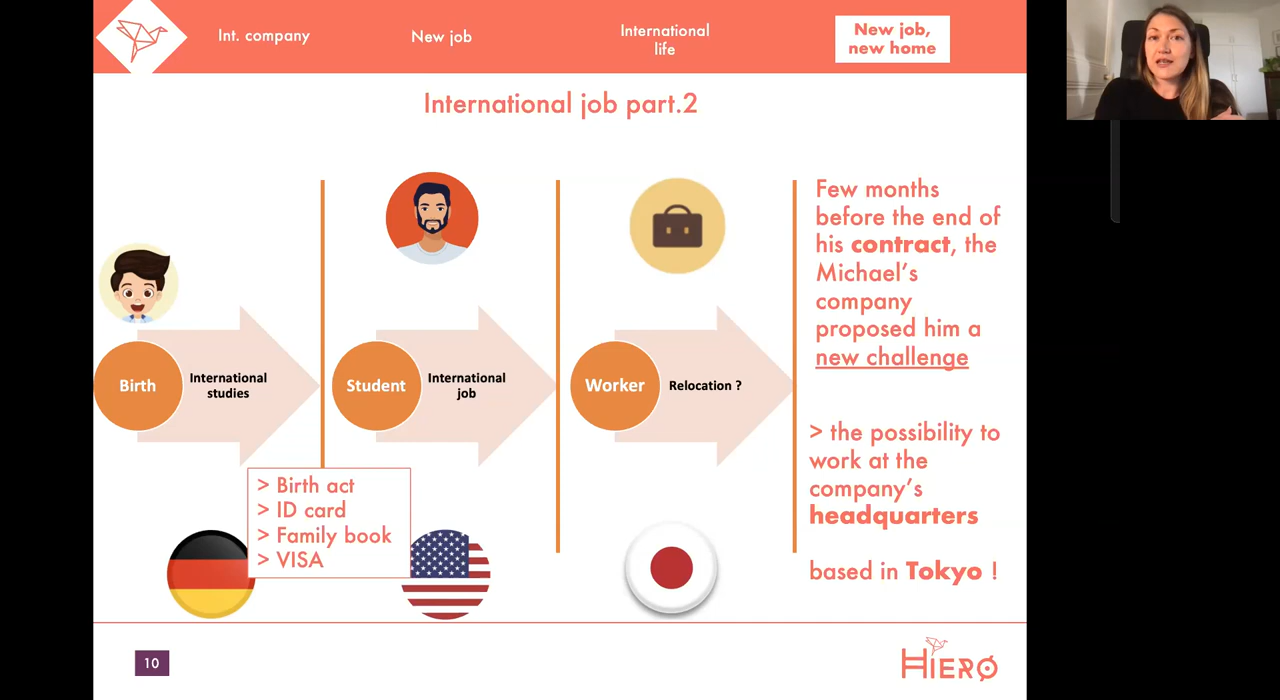 Int. company
New job
International
life
New job,
new home
International job part.2
Birth
International
studies
Student
International
job
Worker
Relocation ?
> Birth act
> ID card
> Family book
> VISA
Few months
before the end of
his contract, the
Michael's
company
proposed him a
new challenge
> the possibility to
work at the
company's
headquarters
based in Tokyo !
10
HIERØ